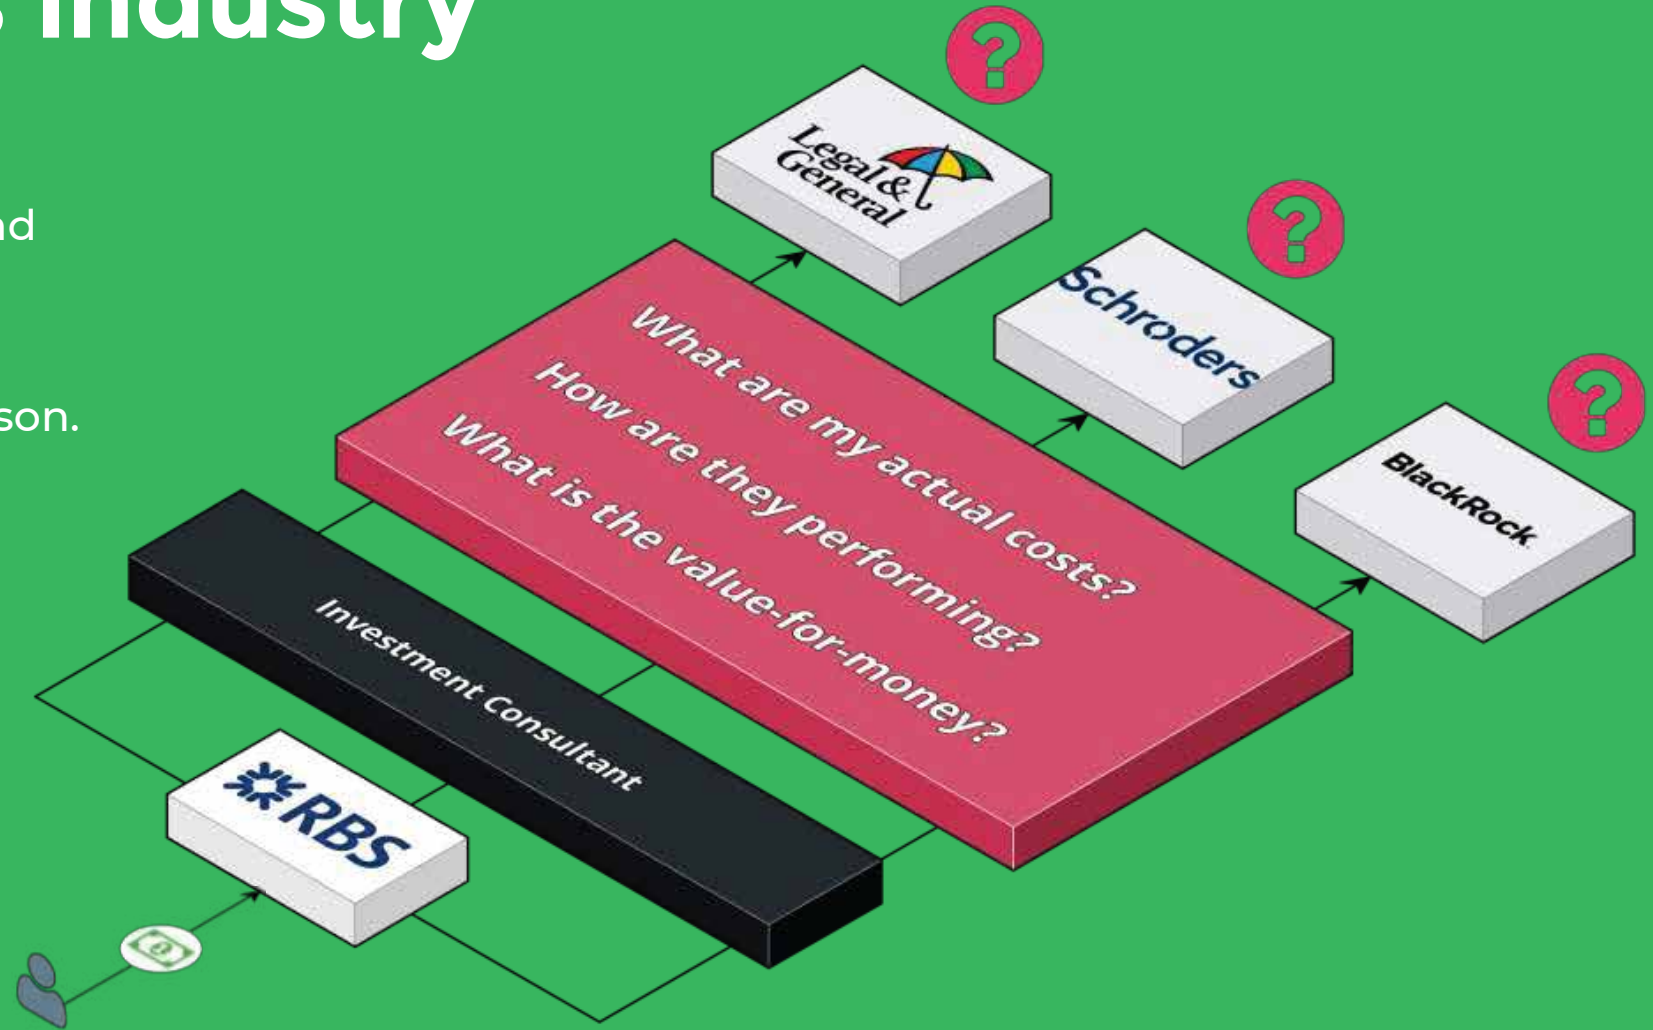 s industry
nd
son.
Legal &
General
Schroders
BlackRock
What are my actual costs?
How are they performing?
What is the value-for-money?
Investment Consultant
RBS